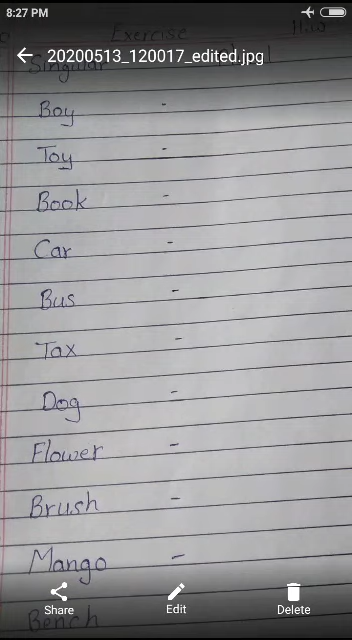 8:27 PM
Exercise
20200513_120017_edited.jpg
Singular
Boy -
Toy -
Book -
Car -
Bus -
Tax -
Dog -
Flower -
Brush -
Mango -
Share Edit Delete
Bench